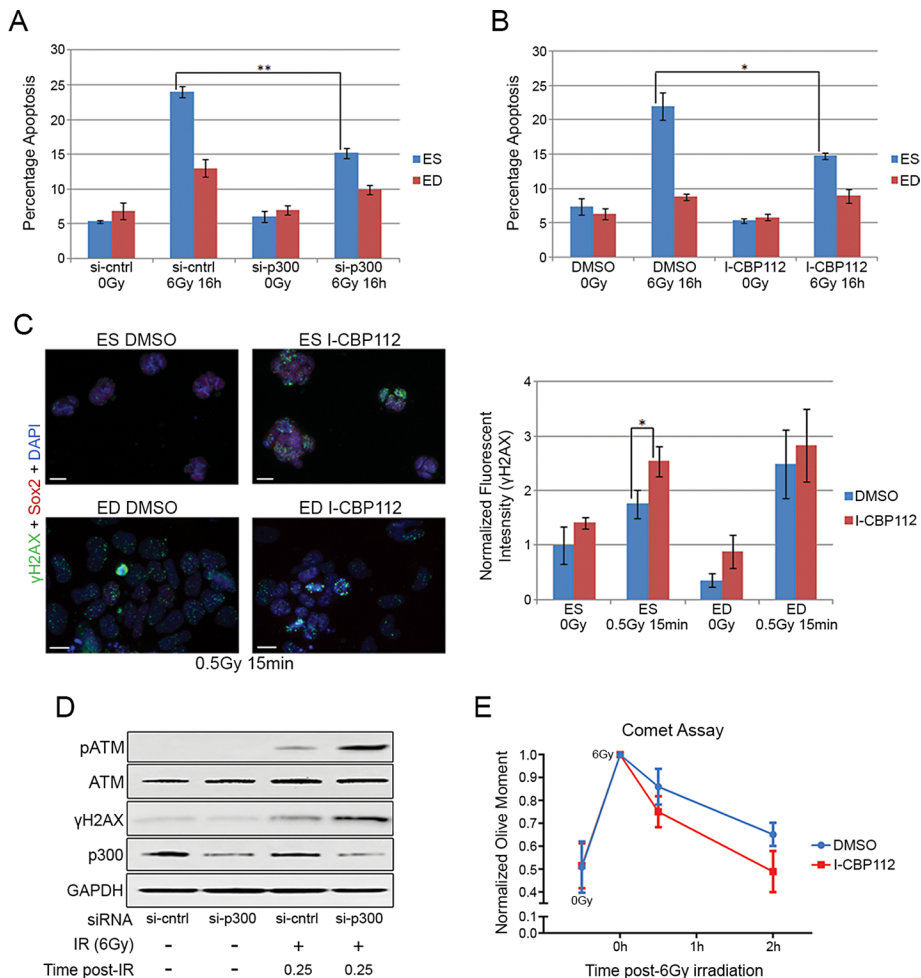 A
30
25
20
15
10
5
0
Percentage Apoptosis
**
ES
ED
si-cntrl 0Gy
si-cntrl 6Gy 16h
si-p300 0Gy
si-p300 6Gy 16h
B
30
25
20
15
10
5
0
Percentage Apoptosis
*
ES
ED
DMSO 0Gy
DMSO 6Gy 16h
I-CBP112 0Gy
I-CBP112 6Gy 16h
C
ES DMSO
ES I-CBP112
ED DMSO
ED I-CBP112
γH2AX + Sox2 + DAPI
0.5Gy 15min
4
3
2
1
0
Normalized Fluorescent
Intesnsity (γH2AX)
*
DMSO
I-CBP112
ES 0Gy
ES 0.5Gy 15min
ED 0Gy
ED 0.5Gy 15min
D
pATM
ATM
γH2AX
p300
GAPDH
siRNA si-cntrl si-p300 si-cntrl si-p300
IR (6Gy) - - + +
Time post-IR 0.25 0.25
E
Comet Assay
6Gy
1.0
0.9
0.8
0.7
0.6
0.5
0.4
0.1
0.0
Normalized Olive Moment
0Gy
DMSO
I-CBP112
0h 1h 2h
Time post-6Gy irradiation